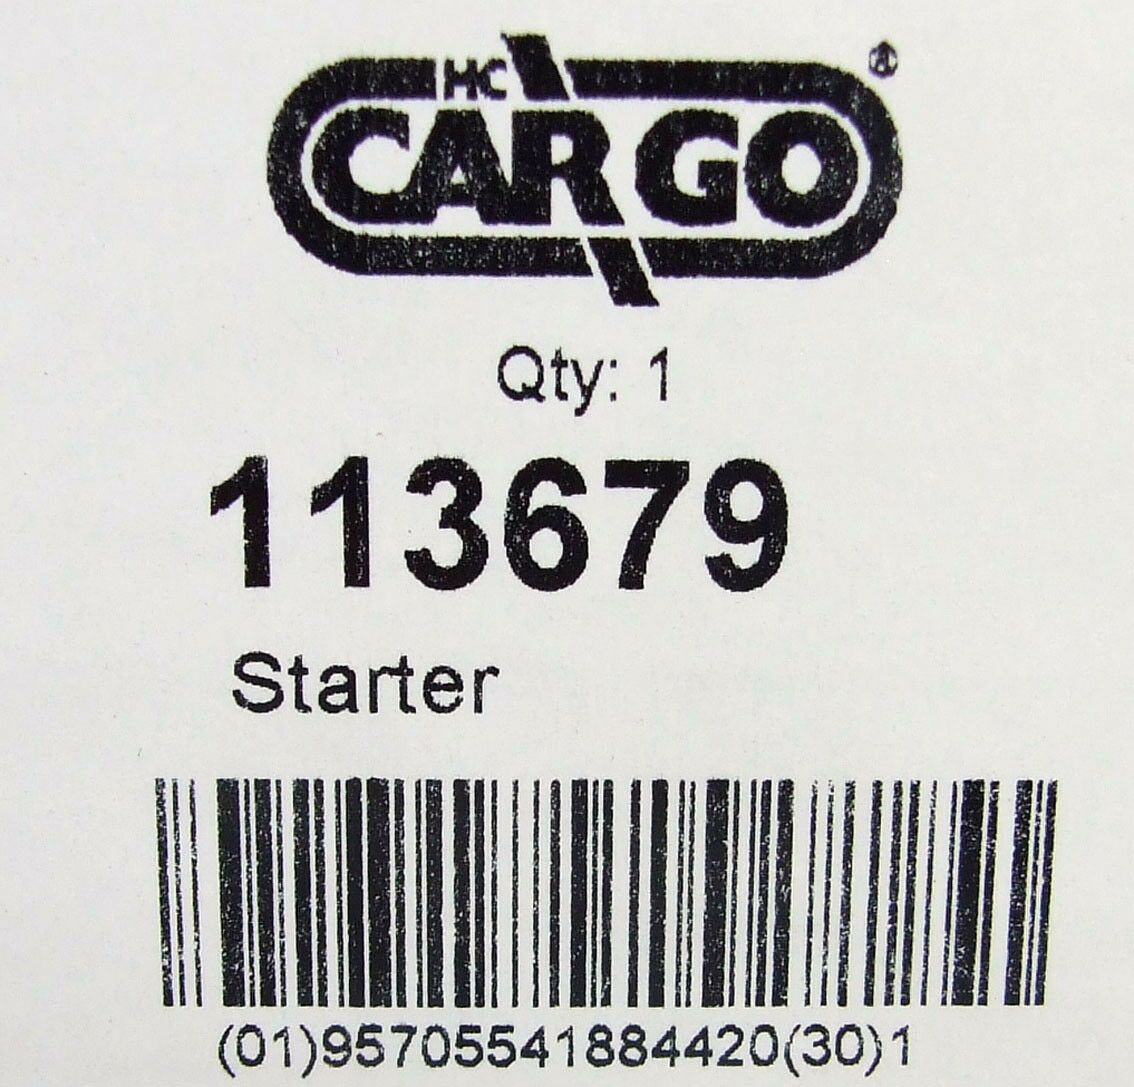 HC
CARGO®
Qty: 1
113679
Starter
(01)95705541884420(30)1